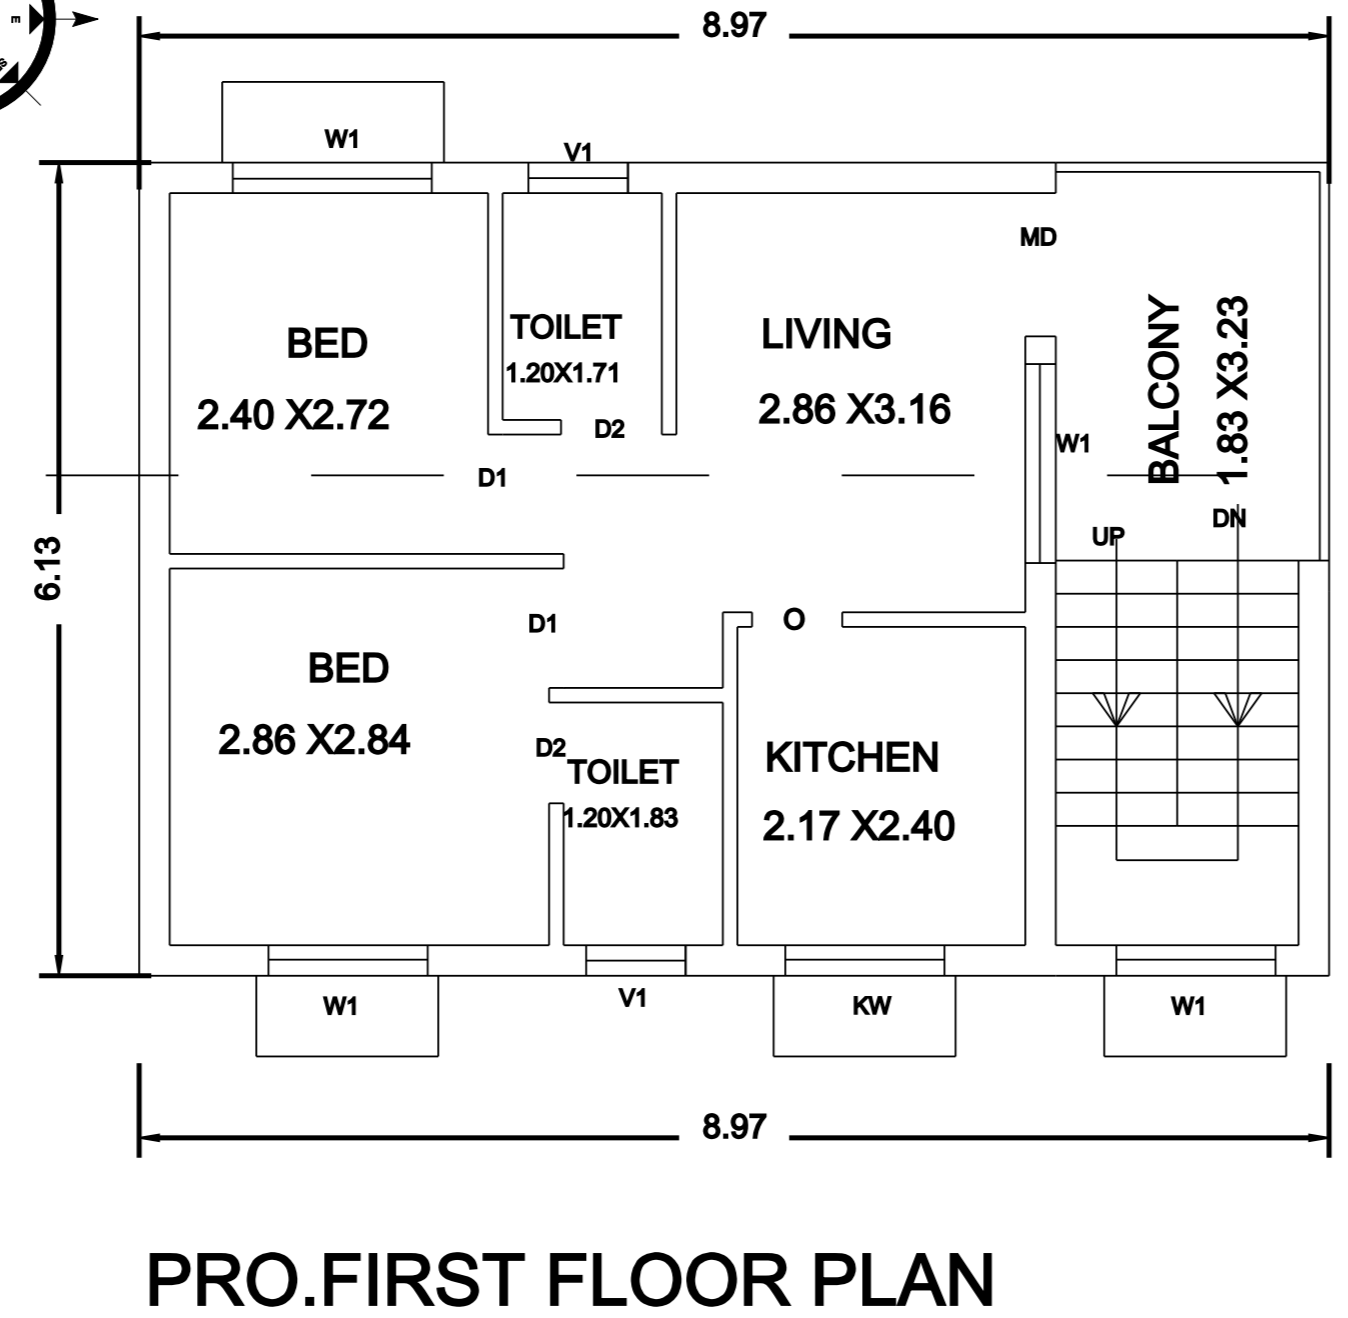 E
8.97
W1
V1
MD
BED
2.40 X2.72
TOILET
1.20X1.71
D2
LIVING
2.86 X3.16
BALCONY
1.83 X3.23
W1
D1
UP
DN
6.13
D1
O
BED
2.86 X2.84
D2
TOILET
1.20X1.83
KITCHEN
2.17 X2.40
W1
V1
KW
W1
8.97
PRO.FIRST FLOOR PLAN